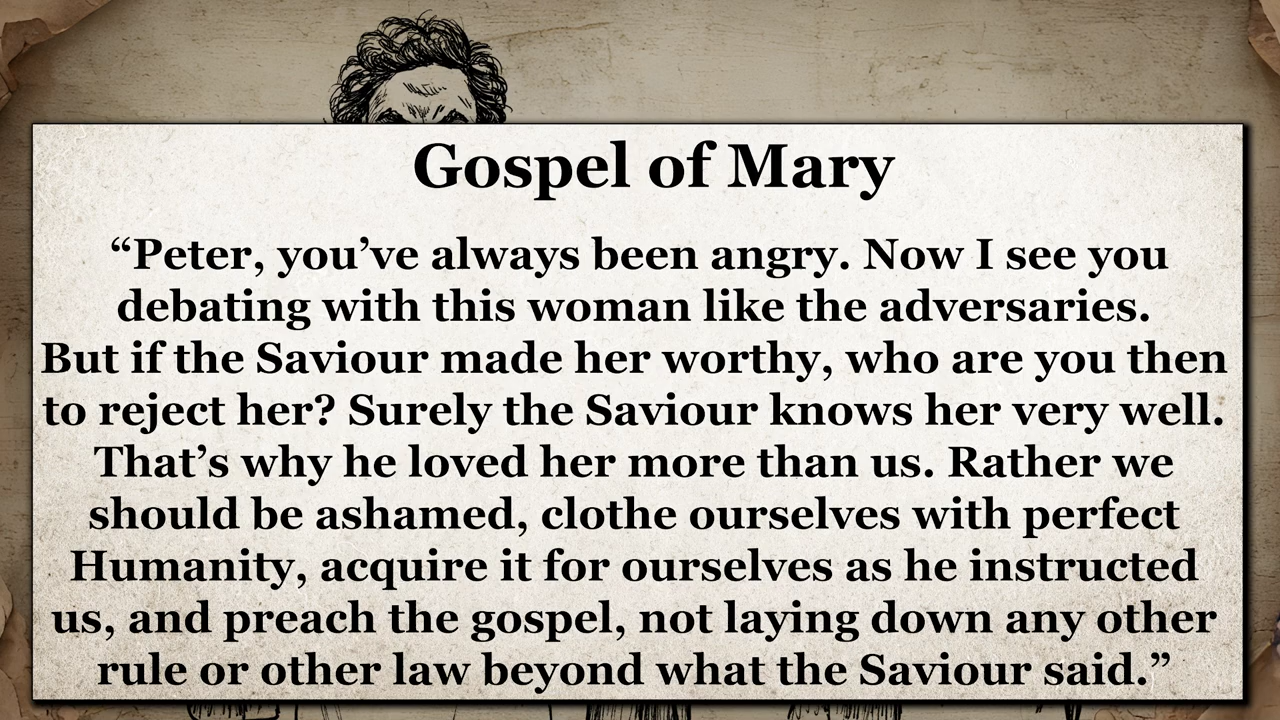 Gospel of Mary
“Peter, you’ve always been angry. Now I see you
debating with this woman like the adversaries.
But if the Saviour made her worthy, who are you then
to reject her? Surely the Saviour knows her very well.
That’s why he loved her more than us. Rather we
should be ashamed, clothe ourselves with perfect
Humanity, acquire it for ourselves as he instructed
us, and preach the gospel, not laying down any other
rule or other law beyond what the Saviour said.”